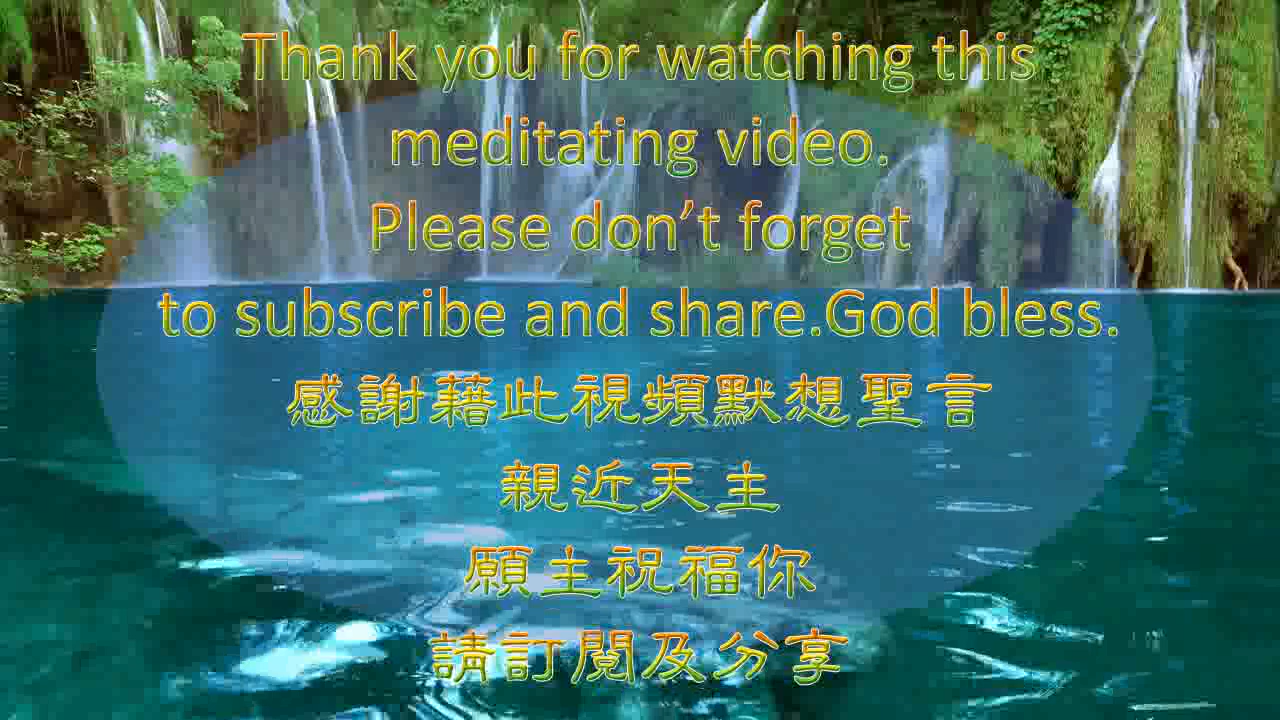 Thank you for watching this
meditating video.
Please don’t forget
to subscribe and share.God bless.
感謝藉此視頻默想聖言
親近天主
願主祝福你
請訂閱及分享